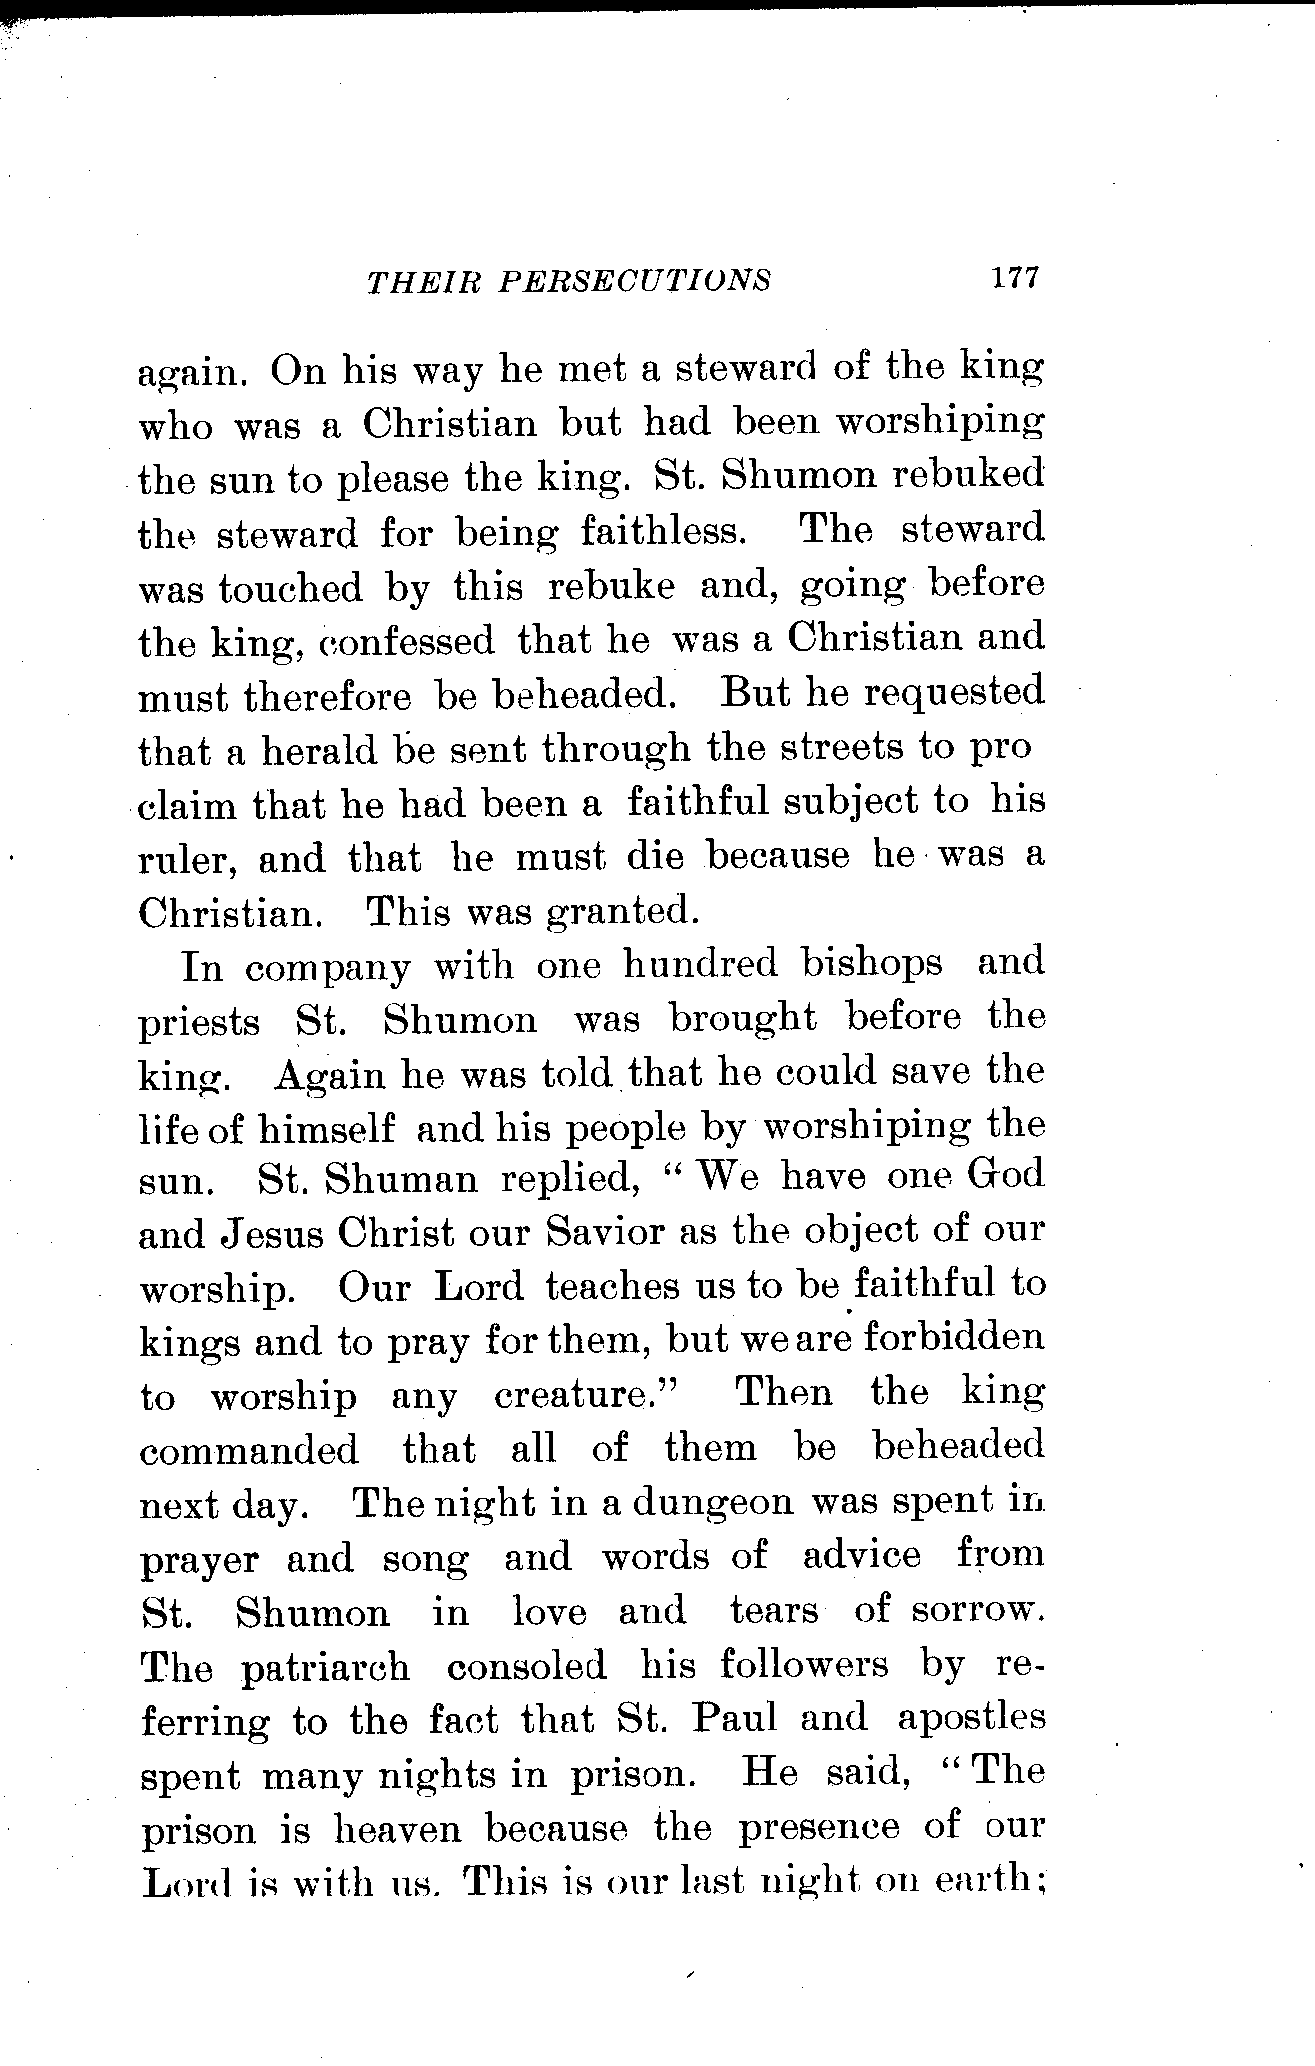 THEIR PERSECUTIONS 177
again. On his way he met a steward of the king
who was a Christian but had been worshiping
the sun to please the king. St. Shumon rebuked
the steward for being faithless. The steward
was touched by this rebuke and, going before
the king, confessed that he was a Christian and
must therefore be beheaded. But he requested
that a herald be sent through the streets to pro
claim that he had been a faithful subject to his
ruler, and that he must die because he was a
Christian. This was granted.
In company with one hundred bishops and
priests St. Shumon was brought before the
king. Again he was told that he could save the
life of himself and his people by worshiping the
sun. St. Shuman replied, “ We have one God
and Jesus Christ our Savior as the object of our
worship. Our Lord teaches us to be faithful to
kings and to pray for them, but we are forbidden
to worship any creature.” Then the king
commanded that all of them be beheaded
next day. The night in a dungeon was spent in
prayer and song and words of advice from
St. Shumon in love and tears of sorrow.
The patriarch consoled his followers by re-
ferring to the fact that St. Paul and apostles
spent many nights in prison. He said, “ The
prison is heaven because the presence of our
Lord is with us. This is our last night on earth;